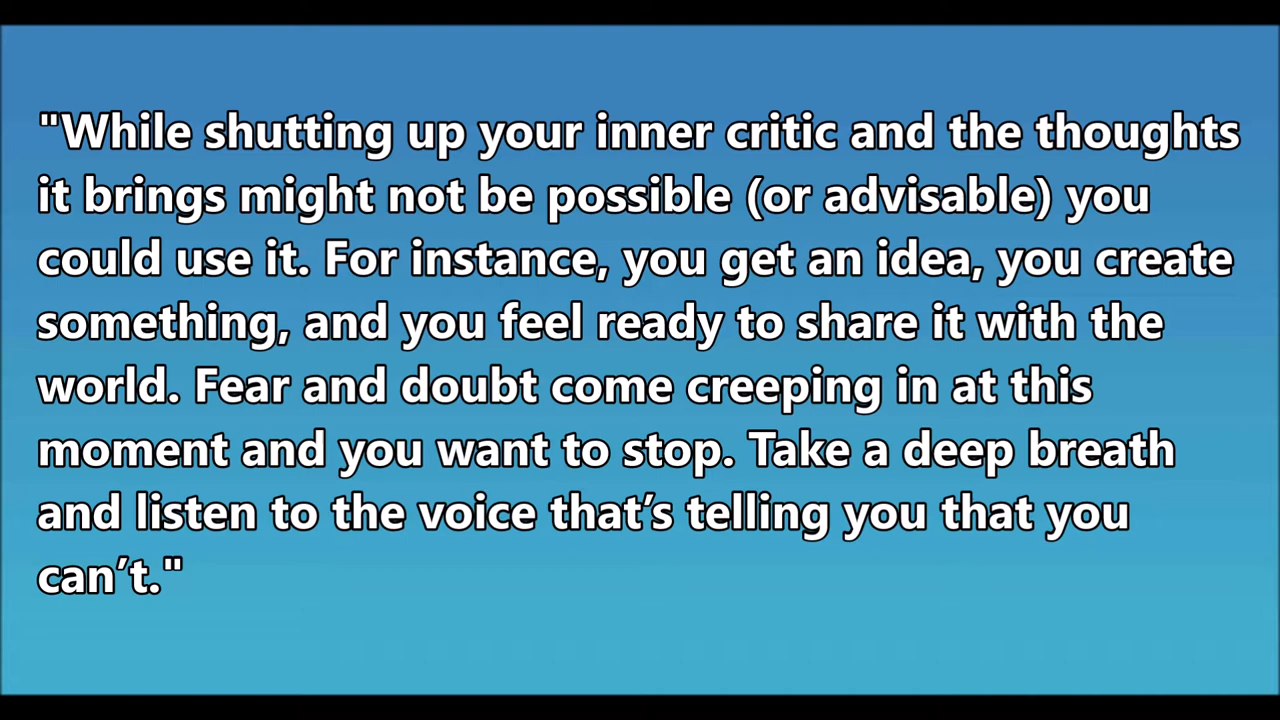 "While shutting up your inner critic and the thoughts
it brings might not be possible (or advisable) you
could use it. For instance, you get an idea, you create
something, and you feel ready to share it with the
world. Fear and doubt come creeping in at this
moment and you want to stop. Take a deep breath
and listen to the voice that’s telling you that you
can’t."